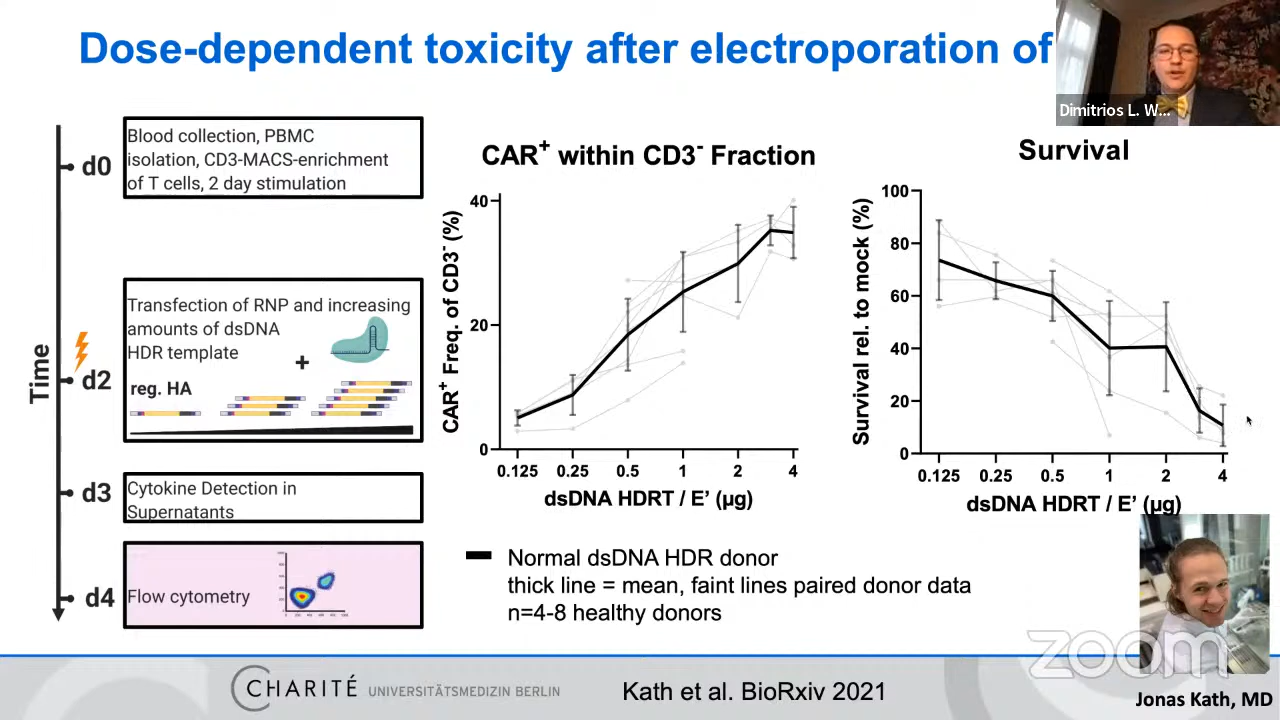 Dose-dependent toxicity after electroporation of
Dimitrios L. W...
Time
d0
Blood collection, PBMC
isolation, CD3-MACS-enrichment
of T cells, 2 day stimulation
d2
Transfection of RNP and increasing
amounts of dsDNA
HDR template
+
reg. HA
d3
Cytokine Detection in
Supernatants
d4
Flow cytometry
CAR+ within CD3- Fraction
CAR+ Freq. of CD3- (%)
40
20
0
0.125 0.25 0.5 1 2 4
dsDNA HDRT / E’ (µg)
Survival
Survival rel. to mock (%)
100
80
60
40
20
0
0.125 0.25 0.5 1 2 4
dsDNA HDRT / E’ (µg)
Normal dsDNA HDR donor
thick line = mean, faint lines paired donor data
n=4-8 healthy donors
zoom
CHARITÉ UNIVERSITÄTSMEDIZIN BERLIN
Kath et al. BioRxiv 2021
Jonas Kath, MD